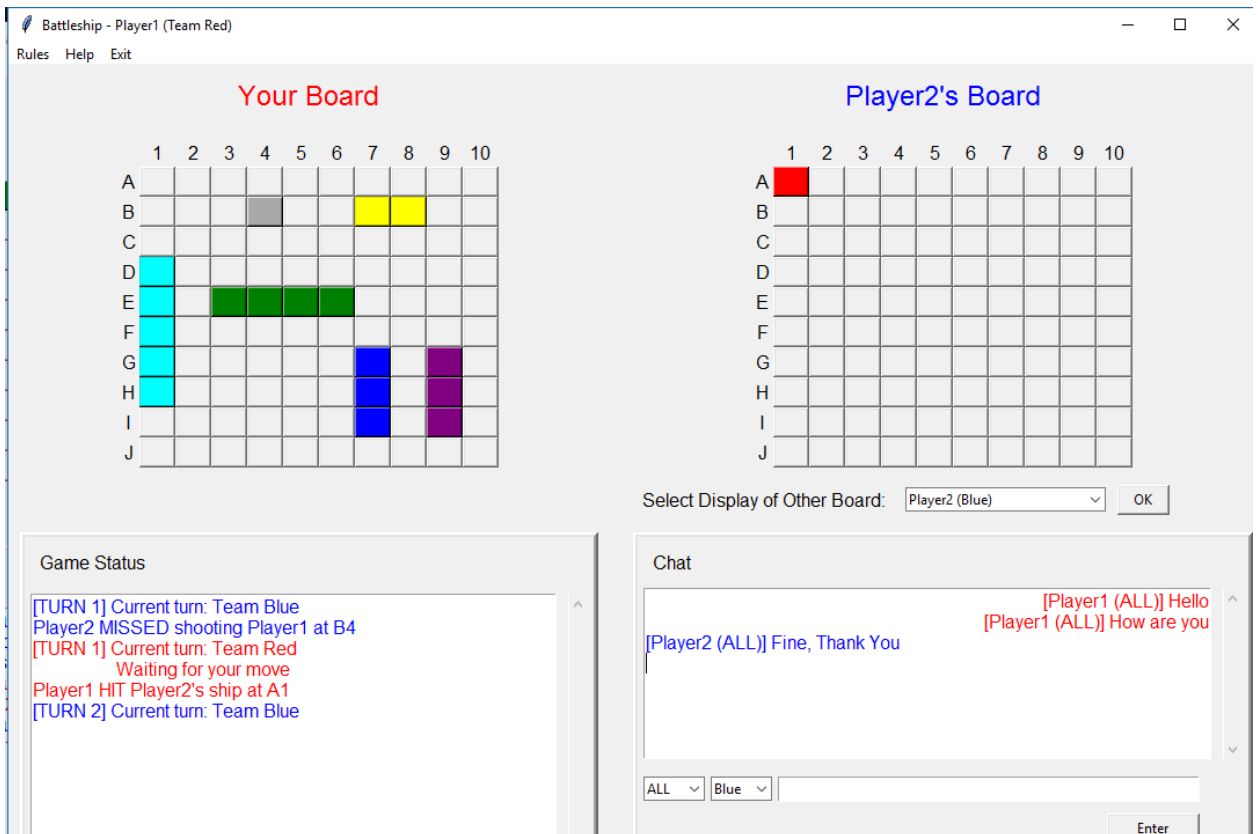 Battleship - Player1 (Team Red)
Rules Help Exit
Your Board
1 2 3 4 5 6 7 8 9 10
A
B
C
D
E
F
G
H
I
J
Player2's Board
1 2 3 4 5 6 7 8 9 10
A
B
C
D
E
F
G
H
I
J
Select Display of Other Board: Player2 (Blue) OK
Game Status
[TURN 1] Current turn: Team Blue
Player2 MISSED shooting Player1 at B4
[TURN 1] Current turn: Team Red
Waiting for your move
Player1 HIT Player2's ship at A1
[TURN 2] Current turn: Team Blue
Chat
[Player1 (ALL)] Hello
[Player1 (ALL)] How are you
[Player2 (ALL)] Fine, Thank You
ALL Blue
Enter